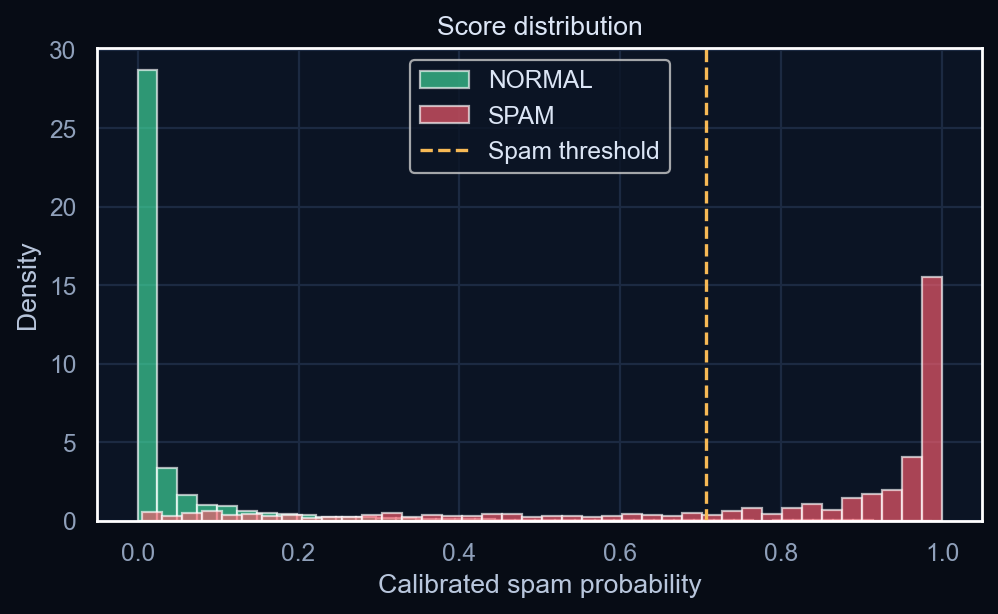 Score distribution
NORMAL
SPAM
Spam threshold
Density
30
25
20
15
10
5
0
0.0 0.2 0.4 0.6 0.8 1.0
Calibrated spam probability